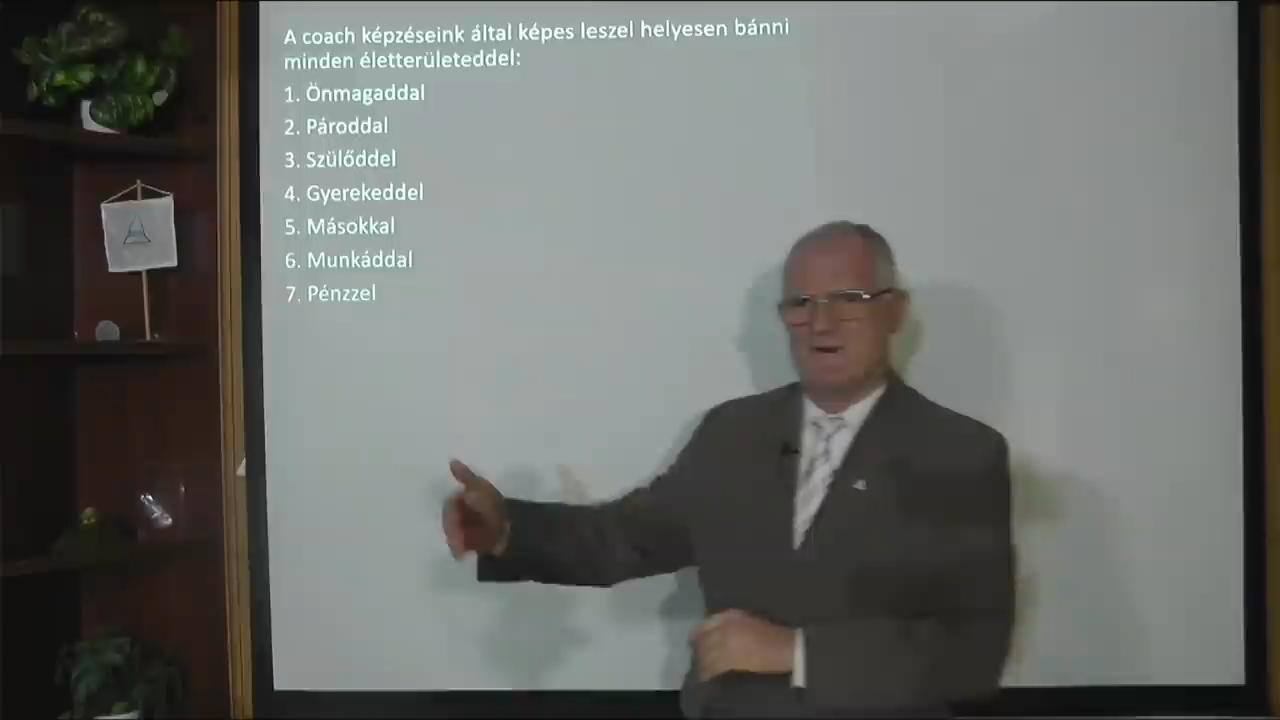 A coach képzéseink által képes leszel helyesen bánni
minden életterületeddel:
1. Önmagaddal
2. Pároddal
3. Szülőddel
4. Gyerekeddel
5. Másokkal
6. Munkáddal
7. Pénzzel